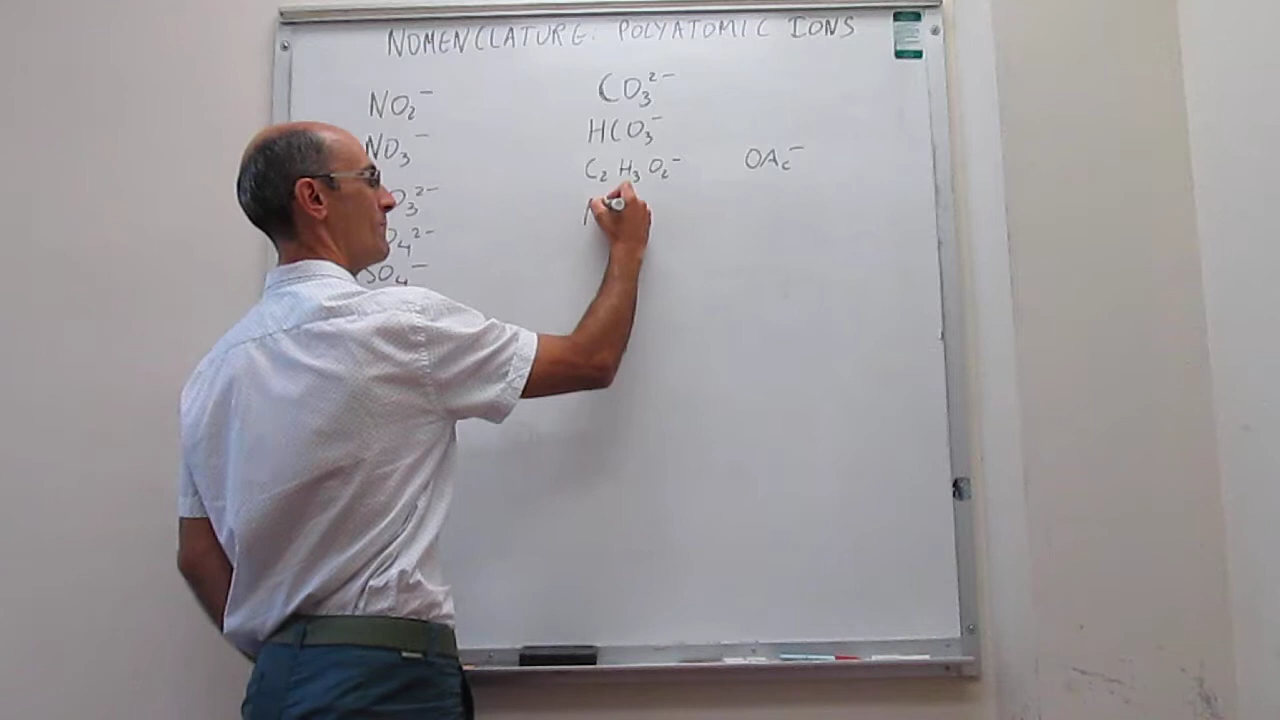 NOMENCLATURE. POLYATOMIC IONS
NO₂⁻
NO₃⁻
O₃²⁻
O₄²⁻
SO₄⁻
CO₃²⁻
HCO₃⁻
C₂H₃O₂⁻ OAc⁻